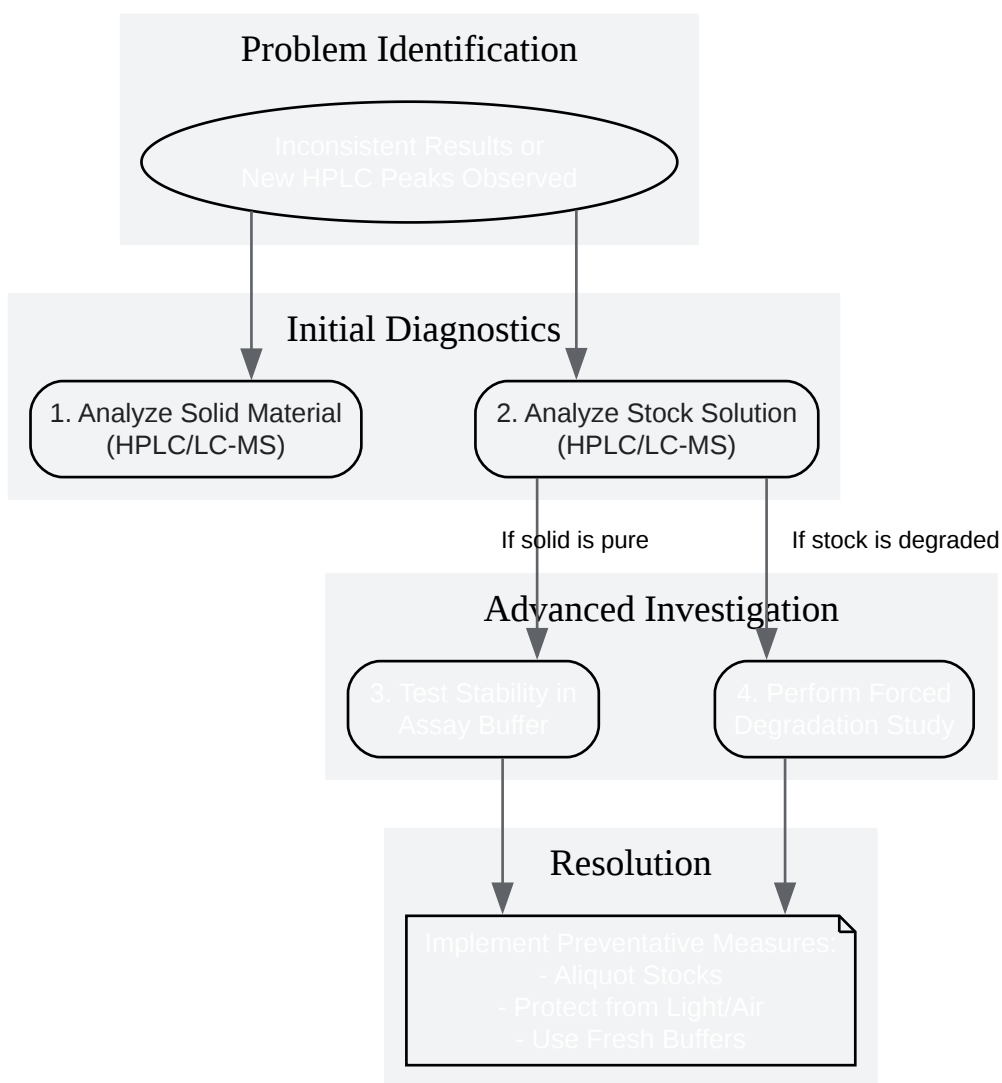 Problem Identification
Inconsistent Results or
New HPLC Peaks Observed
Initial Diagnostics
1. Analyze Solid Material
(HPLC/LC-MS)
2. Analyze Stock Solution
(HPLC/LC-MS)
If solid is pure
If stock is degraded
Advanced Investigation
3. Test Stability in
Assay Buffer
4. Perform Forced
Degradation Study
Resolution
Implement Preventative Measures:
- Aliquot Stocks
- Protect from Light/Air
- Use Fresh Buffers